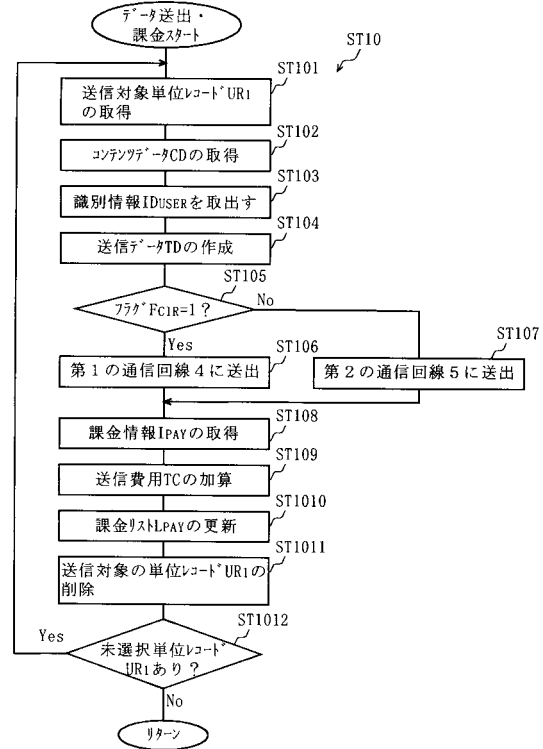 データ送出・
課金スタート
ST10
ST101
送信対象単位レコードUR1
の取得
ST102
コンテンツデータCDの取得
ST103
識別情報IDUSERを取出す
ST104
送信データTDの作成
ST105
フラグFCIR=1？
No
Yes
ST106
第１の通信回線４に送出
ST107
第２の通信回線５に送出
ST108
課金情報IPAYの取得
ST109
送信費用TCの加算
ST1010
課金リストLPAYの更新
ST1011
送信対象の単位レコードUR1の
削除
ST1012
Yes
未選択単位レコード
UR1あり？
No
リターン